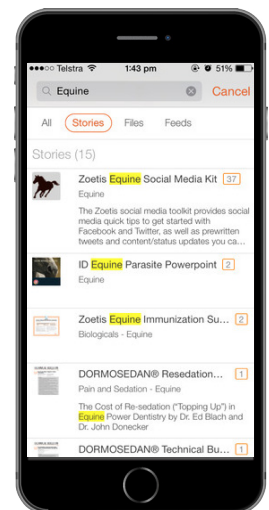 Telstra 1:43 pm 51%
Equine Cancel
All Stories Files Feeds
Stories (15)
Zoetis Equine Social Media Kit 37
Equine
The Zoetis social media toolkit provides social
media quick tips to get started with
Facebook and Twitter, as well as prewritten
tweets and content/status updates you ca...
ID Equine Parasite Powerpoint 2
Equine
Zoetis Equine Immunization Su... 2
Biologicals - Equine
DORMOSEDAN® Resedation... 1
Pain and Sedation - Equine
The Cost of Re-sedation ("Topping Up") in
Equine Power Dentistry by Dr. Ed Blach and
Dr. John Donecker
DORMOSEDAN® Technical Bu... 1